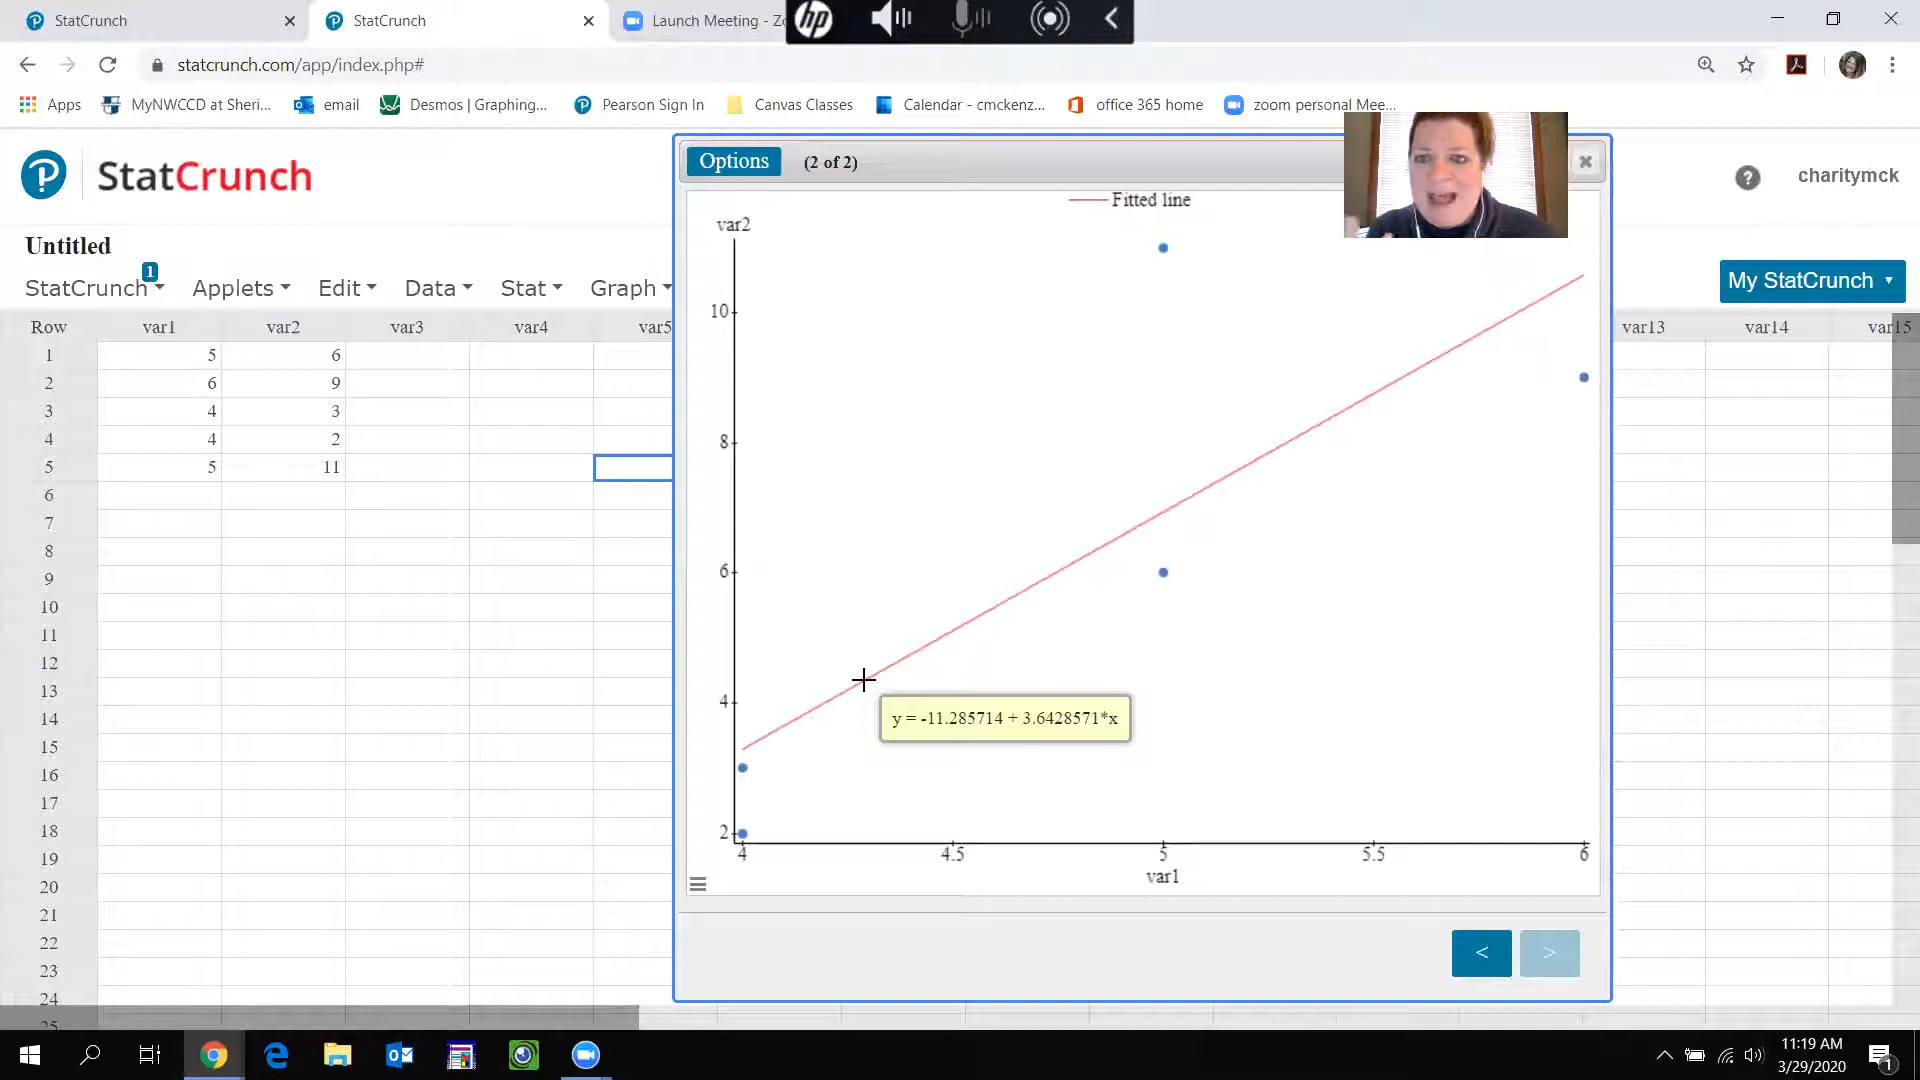 StatCrunch
StatCrunch
Launch Meeting - Zo
hp
statcrunch.com/app/index.php#
Apps
MyNWCCD at Sheri...
email
Desmos | Graphing...
Pearson Sign In
Canvas Classes
Calendar - cmckenz...
office 365 home
zoom personal Mee...
StatCrunch
charitymck
Untitled
StatCrunch 1
Applets
Edit
Data
Stat
Graph
My StatCrunch
Row var1 var2 var3 var4 var5 var13 var14 var15
1 5 6
2 6 9
3 4 3
4 4 2
5 5 11
6
7
8
9
10
11
12
13
14
15
16
17
18
19
20
21
22
23
24
25
Options (2 of 2)
Fitted line
var2
10
8
6
4
2
y = -11.285714 + 3.6428571*x
4 4.5 5 5.5 6
var1
< >
11:19 AM
3/29/2020
1